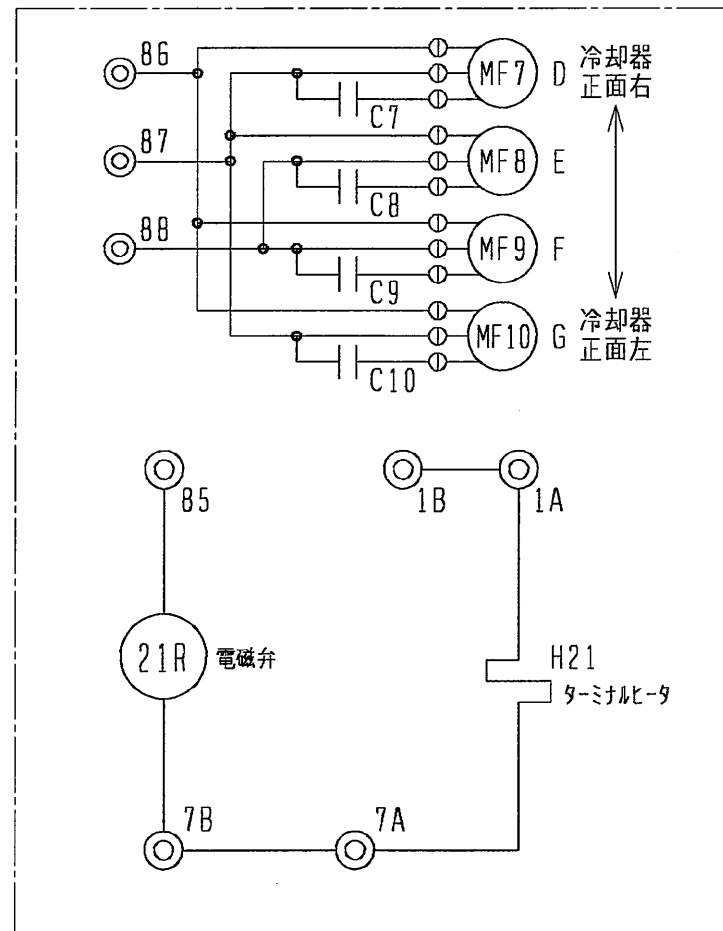 86
MF7 D 冷却器
正面右
C7
87
MF8 E
C8
88
MF9 F
C9
MF10 G 冷却器
正面左
C10
85
1B
1A
21R 電磁弁
H21
ターミナルヒータ
7B
7A